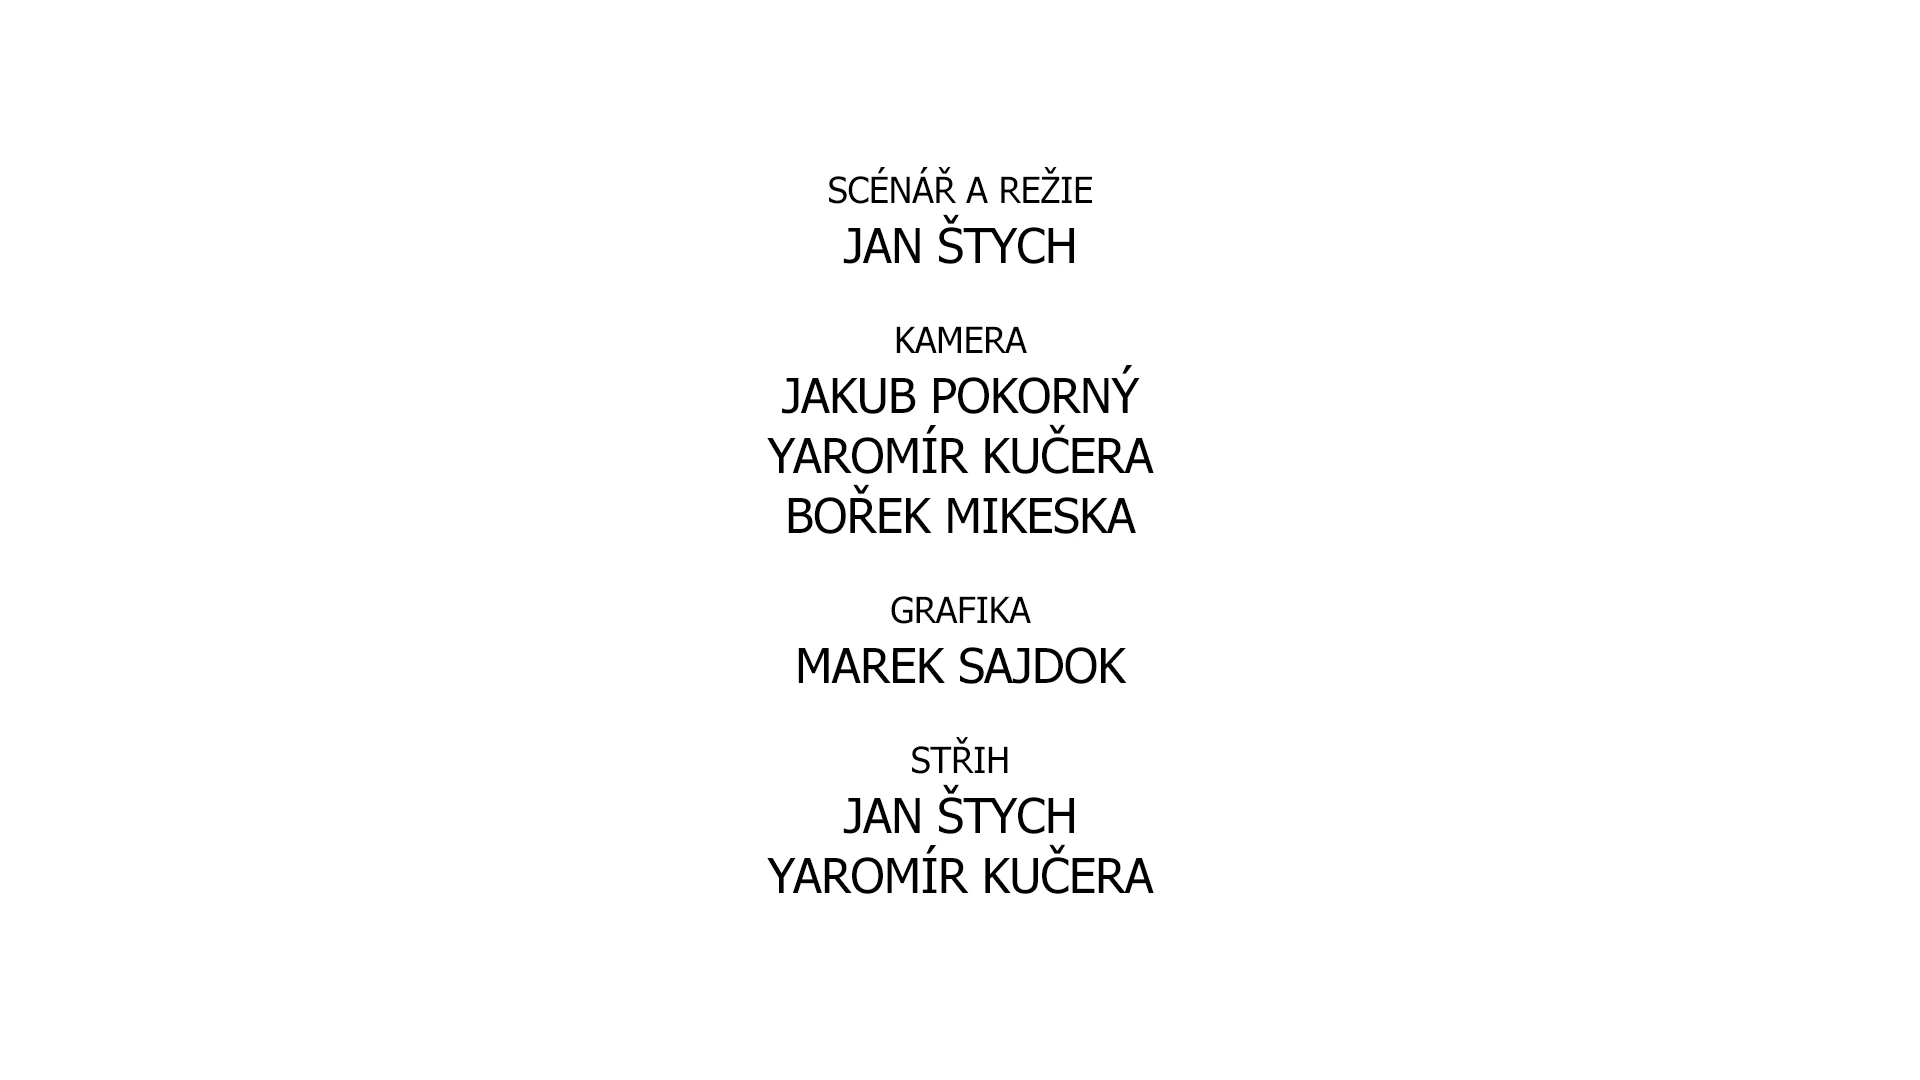 SCÉNÁŘ A REŽIE
JAN ŠTYCH
KAMERA
JAKUB POKORNÝ
YAROMÍR KUČERA
BOŘEK MIKESKA
GRAFIKA
MAREK SAJDOK
STŘIH
JAN ŠTYCH
YAROMÍR KUČERA